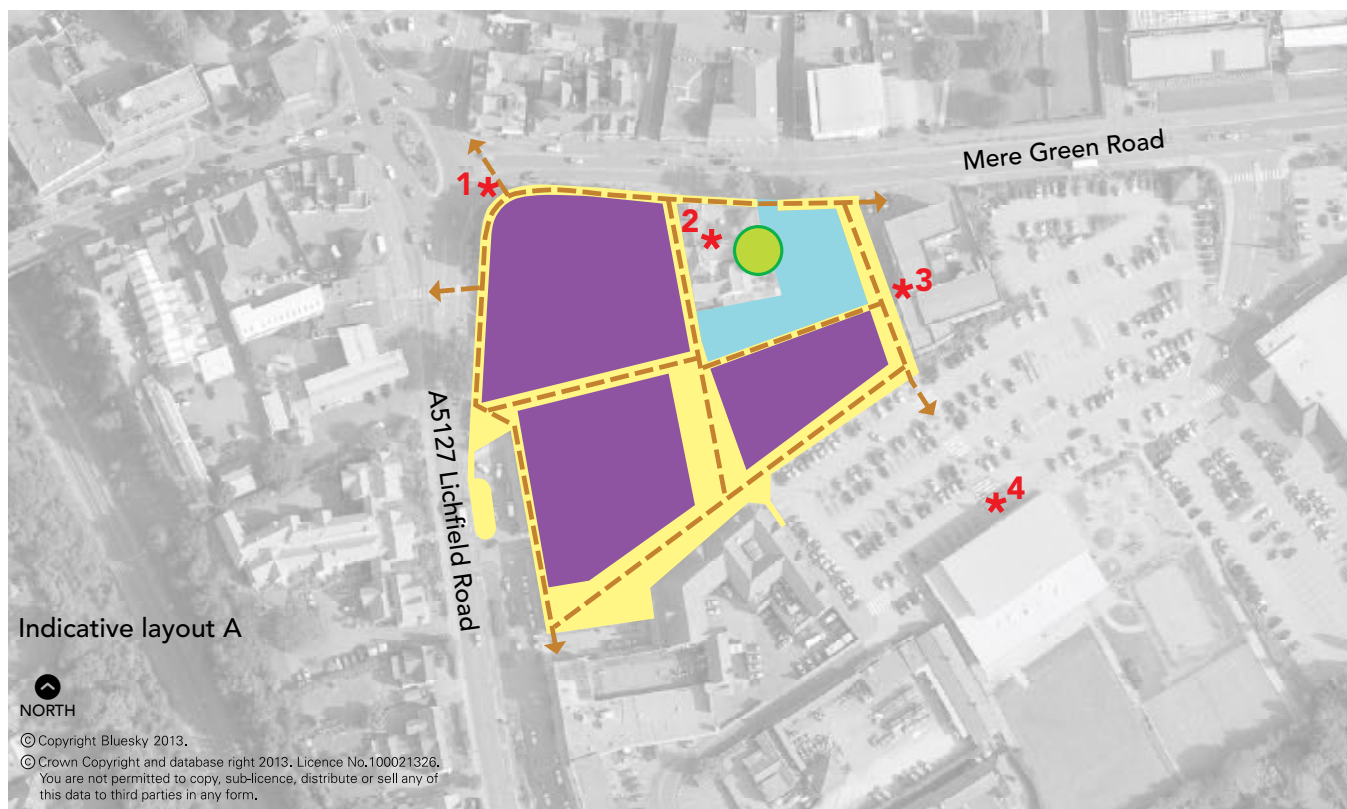 Mere Green Road
1*
2
*
*3
*4
A5127 Lichfield Road
Indicative layout A
NORTH
© Copyright Bluesky 2013.
© Crown Copyright and database right 2013. Licence No.100021326.
You are not permitted to copy, sub-licence, distribute or sell any of
this data to third parties in any form.